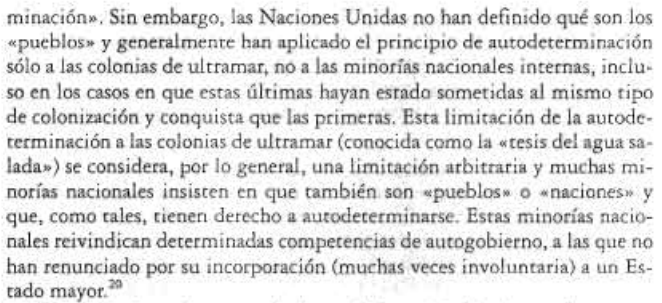 minación». Sin embargo, las Naciones Unidas no han definido qué son los
«pueblos» y generalmente han aplicado el principio de autodeterminación
sólo a las colonias de ultramar, no a las minorías nacionales internas, inclu-
so en los casos en que estas últimas hayan estado sometidas al mismo tipo
de colonización y conquista que las primeras. Esta limitación de la autode-
terminación a las colonias de ultramar (conocida como la «tesis del agua sa-
lada») se considera, por lo general, una limitación arbitraria y muchas mi-
norías nacionales insisten en que también son «pueblos» o «naciones» y
que, como tales, tienen derecho a autodeterminarse. Estas minorías nacio-
nales reivindican determinadas competencias de autogobierno, a las que no
han renunciado por su incorporación (muchas veces involuntaria) a un Es-
tado mayor.²⁰